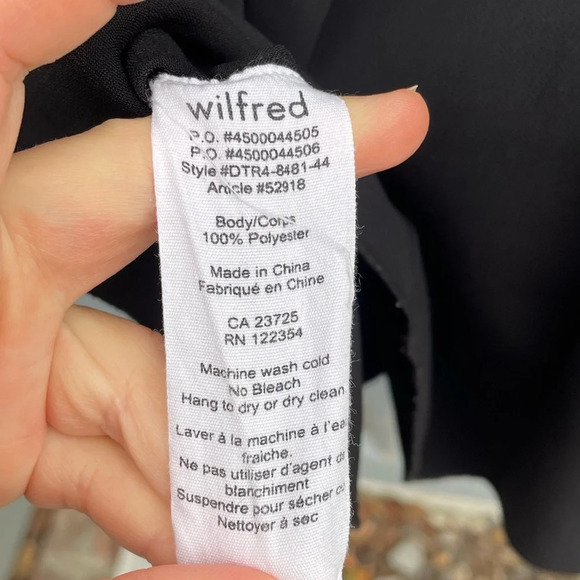 wilfred
P.O. #4500044505
P.O. #4500044506
Style #DTR4-8481-44
Article #52918
Body/Corps
100% Polyester
Made in China
Fabriqué en Chine
CA 23725
RN 122354
Machine wash cold
No Bleach
Hang to dry or dry clean
Laver à la machine à l'eau
fraîche.
Ne pas utiliser d'agent de
blanchiment
Suspendre pour sécher ou
Nettoyer à sec